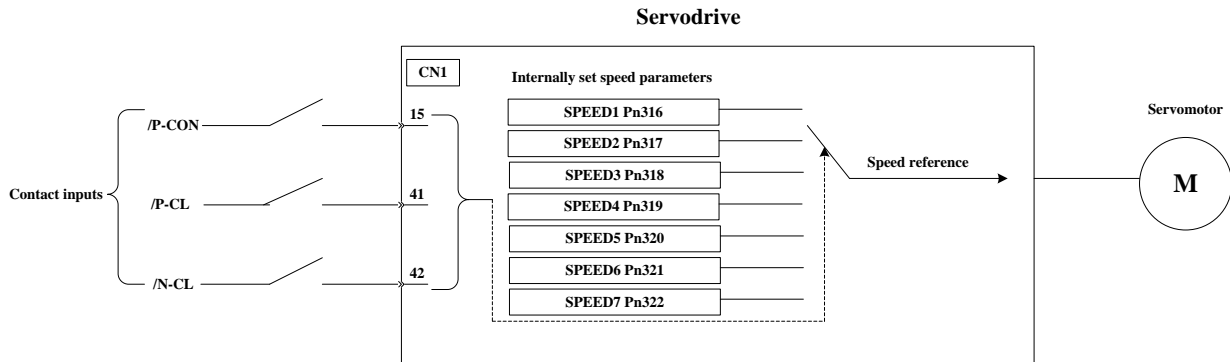 Servodrive
CN1
Internally set speed parameters
Contact inputs
/P-CON
15
/P-CL
41
/N-CL
42
SPEED1 Pn316
SPEED2 Pn317
SPEED3 Pn318
SPEED4 Pn319
SPEED5 Pn320
SPEED6 Pn321
SPEED7 Pn322
Speed reference
Servomotor
M